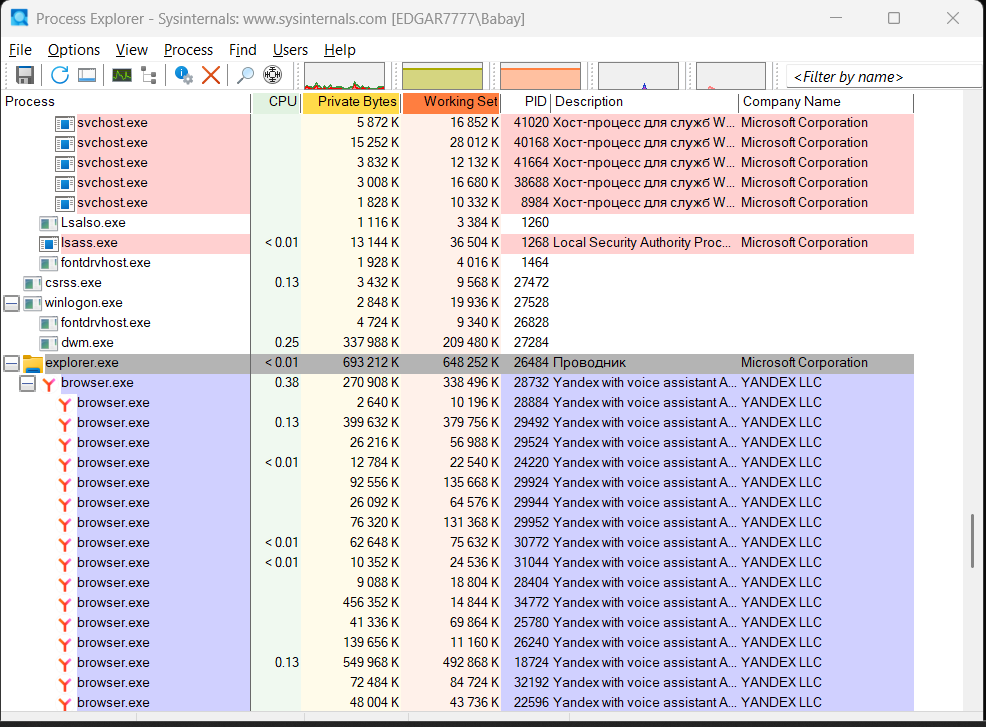 Process Explorer - Sysinternals: www.sysinternals.com [EDGAR7777\Babay]
File Options View Process Find Users Help
<Filter by name>
Process CPU Private Bytes Working Set PID Description Company Name
svchost.exe 5 872 K 16 852 K 41020 Хост-процесс для служб W... Microsoft Corporation
svchost.exe 15 252 K 28 012 K 40168 Хост-процесс для служб W... Microsoft Corporation
svchost.exe 3 832 K 12 132 K 41664 Хост-процесс для служб W... Microsoft Corporation
svchost.exe 3 008 K 16 680 K 38688 Хост-процесс для служб W... Microsoft Corporation
svchost.exe 1 828 K 10 332 K 8984 Хост-процесс для служб W... Microsoft Corporation
Lsalso.exe 1 116 K 3 384 K 1260
lsass.exe < 0.01 13 144 K 36 504 K 1268 Local Security Authority Proc... Microsoft Corporation
fontdrvhost.exe 1 928 K 4 016 K 1464
csrss.exe 0.13 3 432 K 9 568 K 27472
winlogon.exe 2 848 K 19 936 K 27528
fontdrvhost.exe 4 724 K 9 340 K 26828
dwm.exe 0.25 337 988 K 209 480 K 27284
explorer.exe < 0.01 693 212 K 648 252 K 26484 Проводник Microsoft Corporation
browser.exe 0.38 270 908 K 338 496 K 28732 Yandex with voice assistant A... YANDEX LLC
browser.exe 2 640 K 10 196 K 28884 Yandex with voice assistant A... YANDEX LLC
browser.exe 0.13 399 632 K 379 756 K 29492 Yandex with voice assistant A... YANDEX LLC
browser.exe 26 216 K 56 988 K 29524 Yandex with voice assistant A... YANDEX LLC
browser.exe < 0.01 12 784 K 22 540 K 24220 Yandex with voice assistant A... YANDEX LLC
browser.exe 92 556 K 135 668 K 29924 Yandex with voice assistant A... YANDEX LLC
browser.exe 26 092 K 64 576 K 29944 Yandex with voice assistant A... YANDEX LLC
browser.exe 76 320 K 131 368 K 29952 Yandex with voice assistant A... YANDEX LLC
browser.exe < 0.01 62 648 K 75 632 K 30772 Yandex with voice assistant A... YANDEX LLC
browser.exe < 0.01 10 352 K 24 536 K 31044 Yandex with voice assistant A... YANDEX LLC
browser.exe 9 088 K 18 804 K 28404 Yandex with voice assistant A... YANDEX LLC
browser.exe 456 352 K 14 844 K 34772 Yandex with voice assistant A... YANDEX LLC
browser.exe 41 336 K 69 864 K 25780 Yandex with voice assistant A... YANDEX LLC
browser.exe 139 656 K 11 160 K 26240 Yandex with voice assistant A... YANDEX LLC
browser.exe 0.13 549 968 K 492 868 K 18724 Yandex with voice assistant A... YANDEX LLC
browser.exe 72 484 K 84 724 K 32192 Yandex with voice assistant A... YANDEX LLC
browser.exe 48 004 K 43 736 K 22596 Yandex with voice assistant A... YANDEX LLC